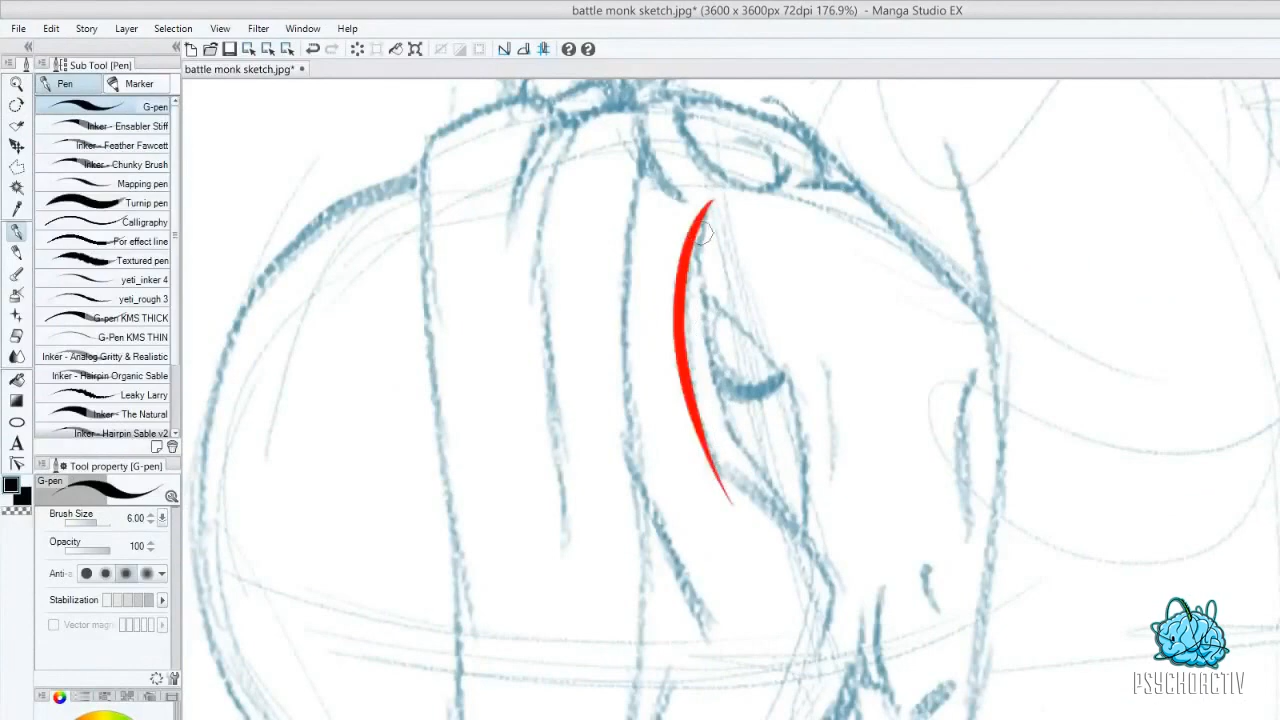 battle monk sketch.jpg* (3600 x 3600px 72dpi 176.9%) - Manga Studio EX
File Edit Story Layer Selection View Filter Window Help
battle monk sketch.jpg*
Sub Tool [Pen]
Pen Marker
G-pen
Inker - Ensabler Stiff
Inker - Feather Fawcett
Inker - Chunky Brush
Mapping pen
Turnip pen
Calligraphy
For effect line
Textured pen
yeti_inker 4
yeti_rough 3
G-pen KMS THICK
G-Pen KMS THIN
Inker - Analog Gritty & Realistic
Inker - Hairpin Organic Sable
Leaky Larry
Inker - The Natural
Inker - Hairpin Sable v2
Tool property [G-pen]
G-pen
Brush Size 6.00
Opacity 100
Anti-a
Stabilization
Vector magn
PSYCHOACTIV